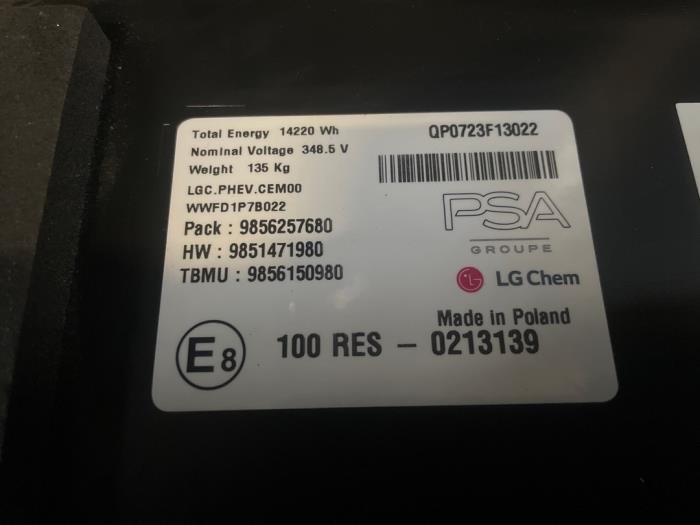 Total Energy 14220 Wh
Nominal Voltage 348.5 V
Weight 135 Kg
LGC.PHEV.CEM00
WWFD1P7B022
Pack : 9856257680
HW : 9851471980
TBMU : 9856150980
QP0723F13022
PSA
GROUPE
LG Chem
Made in Poland
E8 100 RES - 0213139